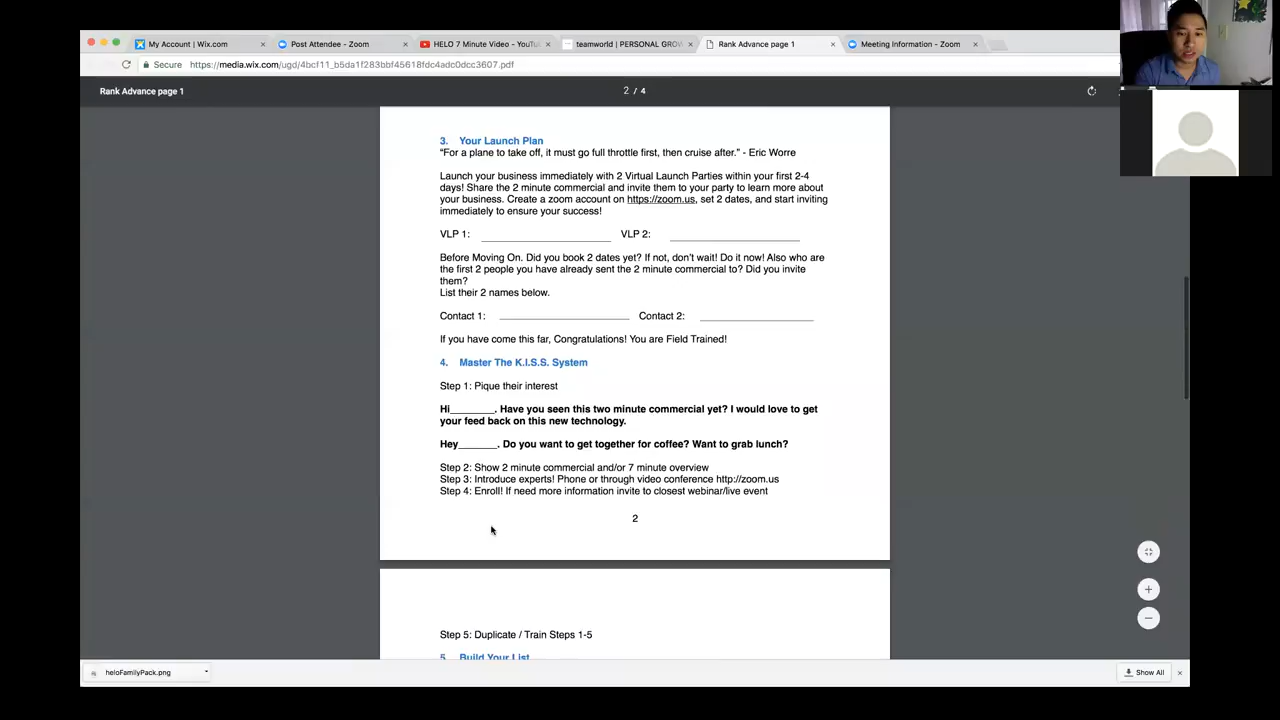 My Account | Wix.com
Post Attendee - Zoom
HELO 7 Minute Video - YouTu
teamworld | PERSONAL GROW
Rank Advance page 1
Meeting Information - Zoom
Secure https://media.wix.com/ugd/4bcf11_b5da1f283bbf45618fdc4adc0dcc3607.pdf
Rank Advance page 1
2 / 4
3. Your Launch Plan
“For a plane to take off, it must go full throttle first, then cruise after.” - Eric Worre
Launch your business immediately with 2 Virtual Launch Parties within your first 2-4
days! Share the 2 minute commercial and invite them to your party to learn more about
your business. Create a zoom account on https://zoom.us, set 2 dates, and start inviting
immediately to ensure your success!
VLP 1: ____________________ VLP 2: ____________________
Before Moving On. Did you book 2 dates yet? If not, don’t wait! Do it now! Also who are
the first 2 people you have already sent the 2 minute commercial to? Did you invite
them?
List their 2 names below.
Contact 1: ____________________ Contact 2: ____________________
If you have come this far, Congratulations! You are Field Trained!
4. Master The K.I.S.S. System
Step 1: Pique their interest
Hi_______. Have you seen this two minute commercial yet? I would love to get
your feed back on this new technology.
Hey______. Do you want to get together for coffee? Want to grab lunch?
Step 2: Show 2 minute commercial and/or 7 minute overview
Step 3: Introduce experts! Phone or through video conference http://zoom.us
Step 4: Enroll! If need more information invite to closest webinar/live event
2
Step 5: Duplicate / Train Steps 1-5
5. Build Your List
heloFamilyPack.png
Show All